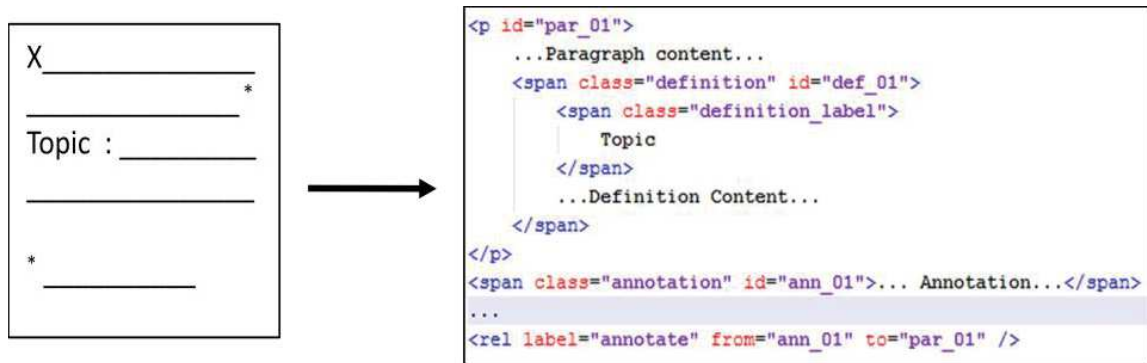 X
*
Topic :
*
<p id="par_01">
...Paragraph content...
<span class="definition" id="def_01">
<span class="definition_label">
Topic
</span>
...Definition Content...
</span>
</p>
<span class="annotation" id="ann_01">... Annotation...</span>
...
<rel label="annotate" from="ann_01" to="par_01" />